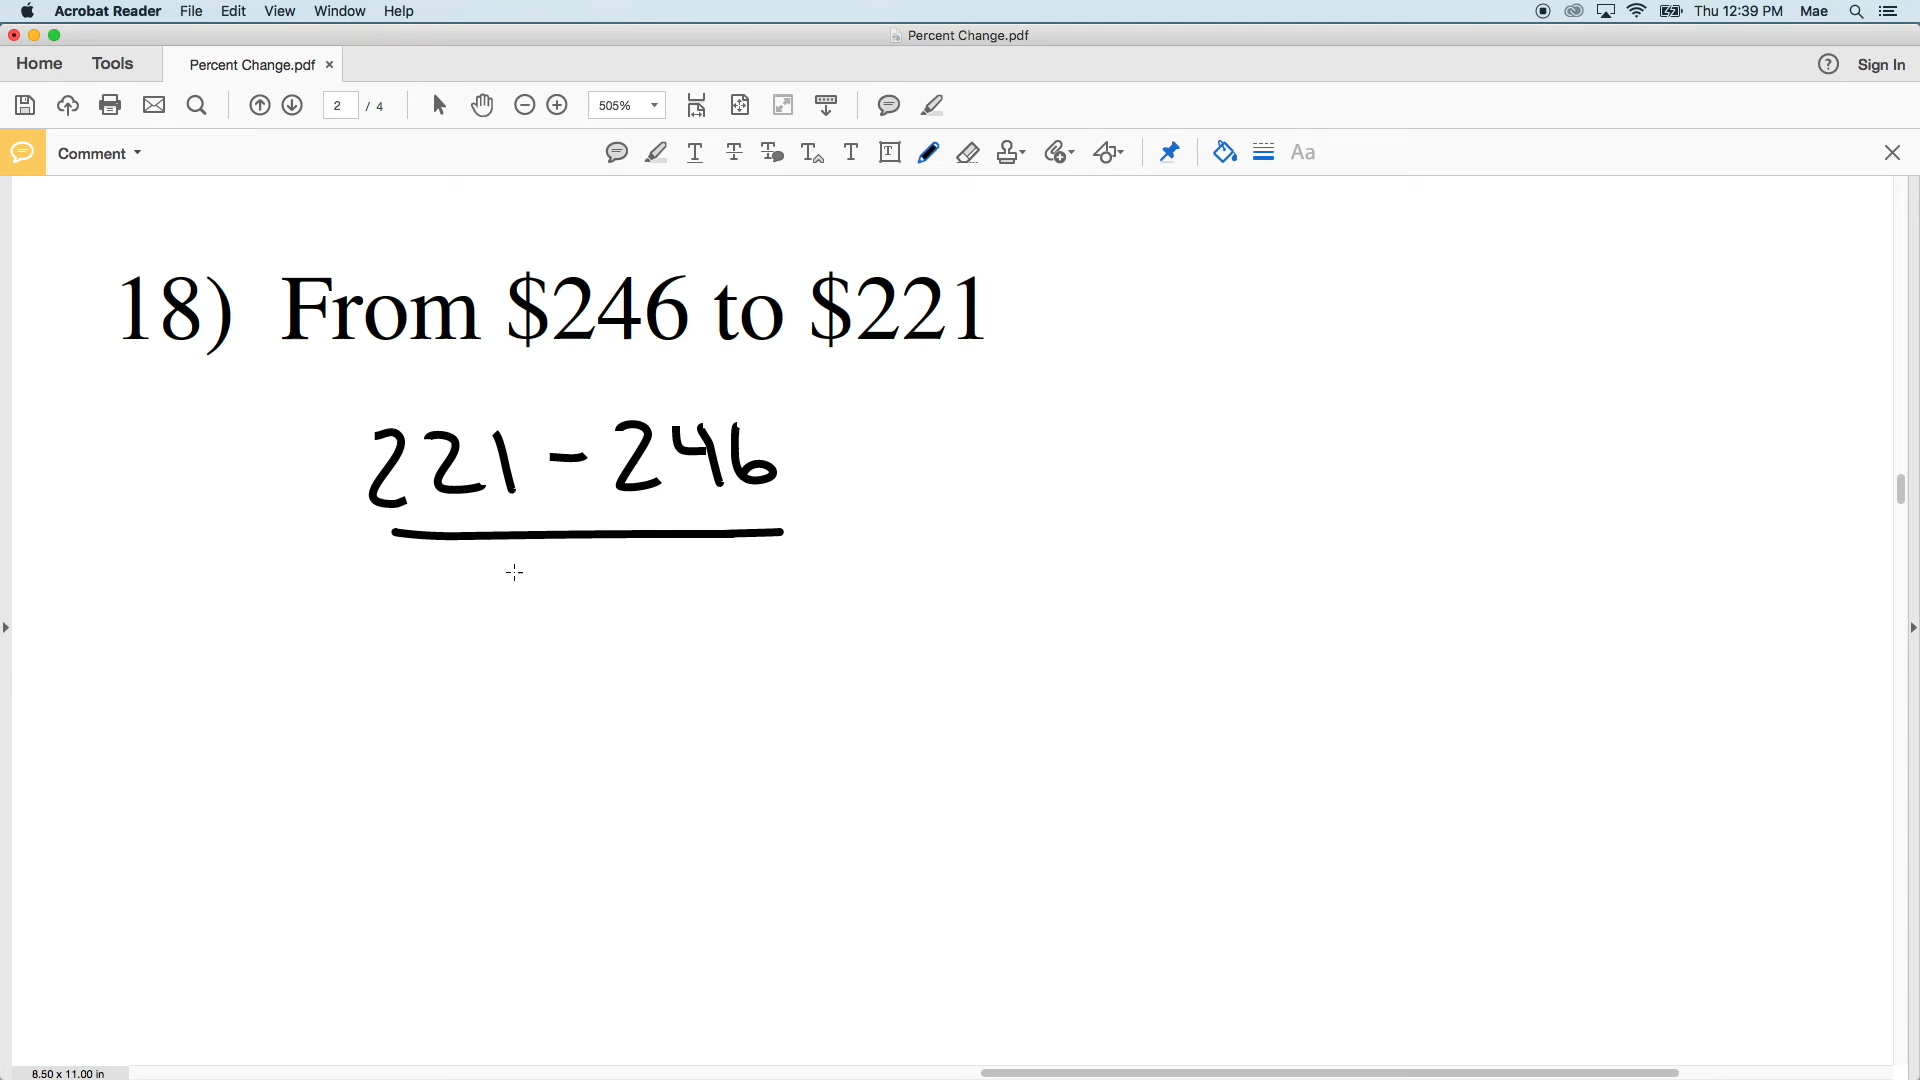 Acrobat Reader File Edit View Window Help Thu 12:39 PM Mae
Percent Change.pdf
Home Tools Percent Change.pdf × ? Sign In
2 / 4 505%
Comment T T T T T T Aa
18) From $246 to $221
221 - 246
8.50 x 11.00 in